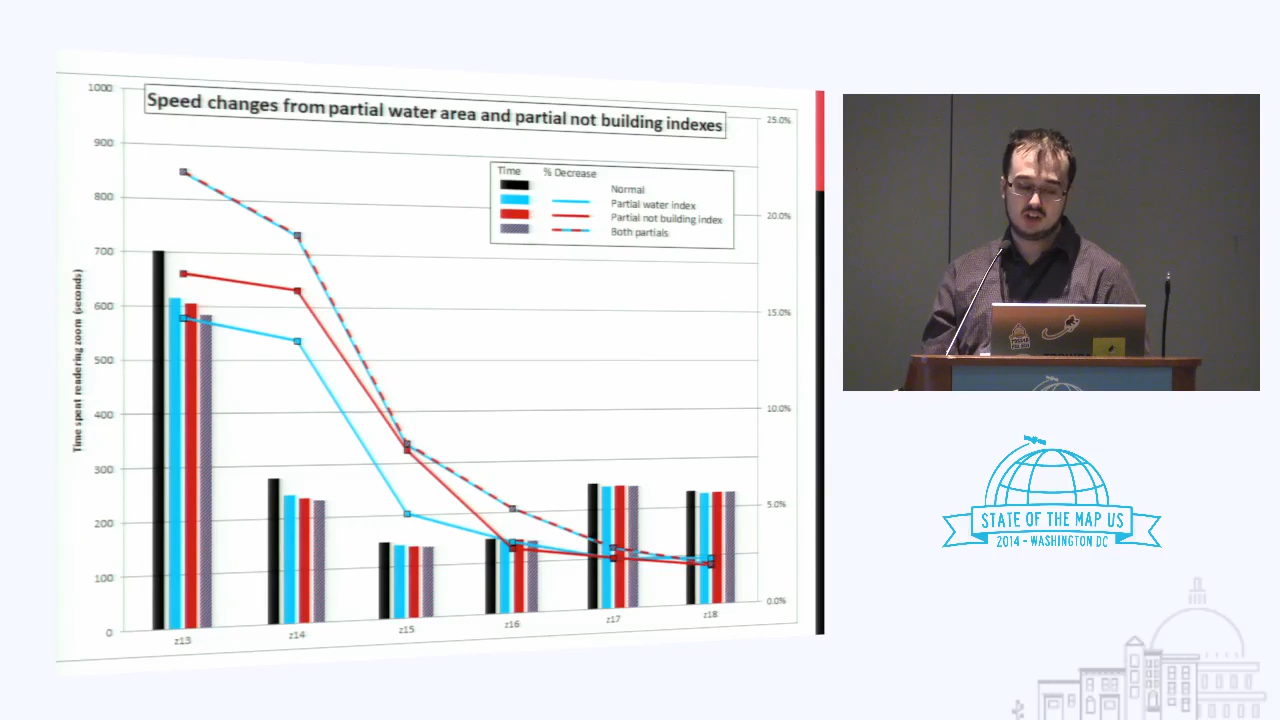 Speed changes from partial water area and partial not building indexes
Time % Decrease
Normal
Partial water index
Partial not building index
Both partials
Time spent rendering zoom (seconds)
1000
900
800
700
600
500
400
300
200
100
0
25.0%
20.0%
15.0%
10.0%
5.0%
0.0%
z13 z14 z15 z16 z17 z18
STATE OF THE MAP US
2014 - WASHINGTON DC